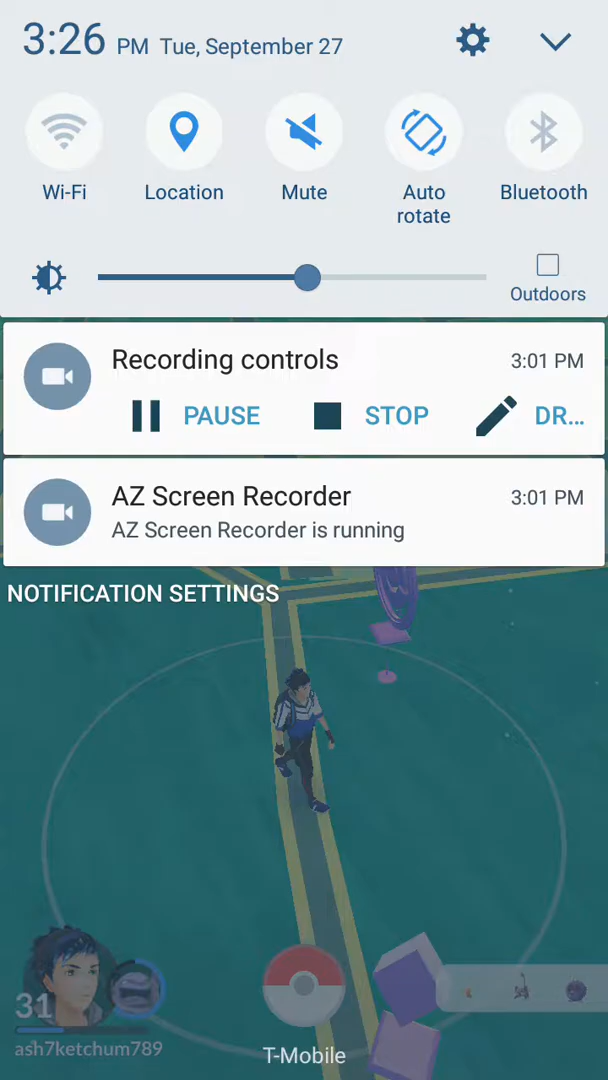 3:26 PM Tue, September 27
Wi-Fi
Location
Mute
Auto
rotate
Bluetooth
Outdoors
Recording controls 3:01 PM
PAUSE STOP DR...
AZ Screen Recorder 3:01 PM
AZ Screen Recorder is running
NOTIFICATION SETTINGS
31
ash7ketchum789
T-Mobile